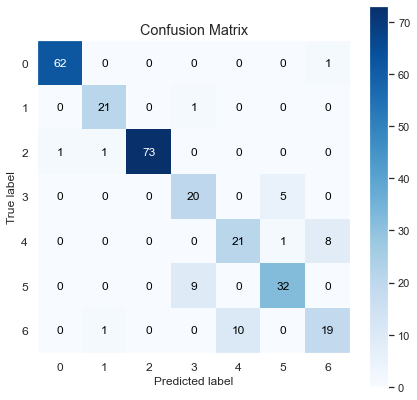 Confusion Matrix
0 62 0 0 0 0 0 1
1 0 21 0 1 0 0 0
2 1 1 73 0 0 0 0
3 0 0 0 20 0 5 0
4 0 0 0 0 21 1 8
5 0 0 0 9 0 32 0
6 0 1 0 0 10 0 19
0 1 2 3 4 5 6
True label
Predicted label
70
60
50
40
30
20
10
0